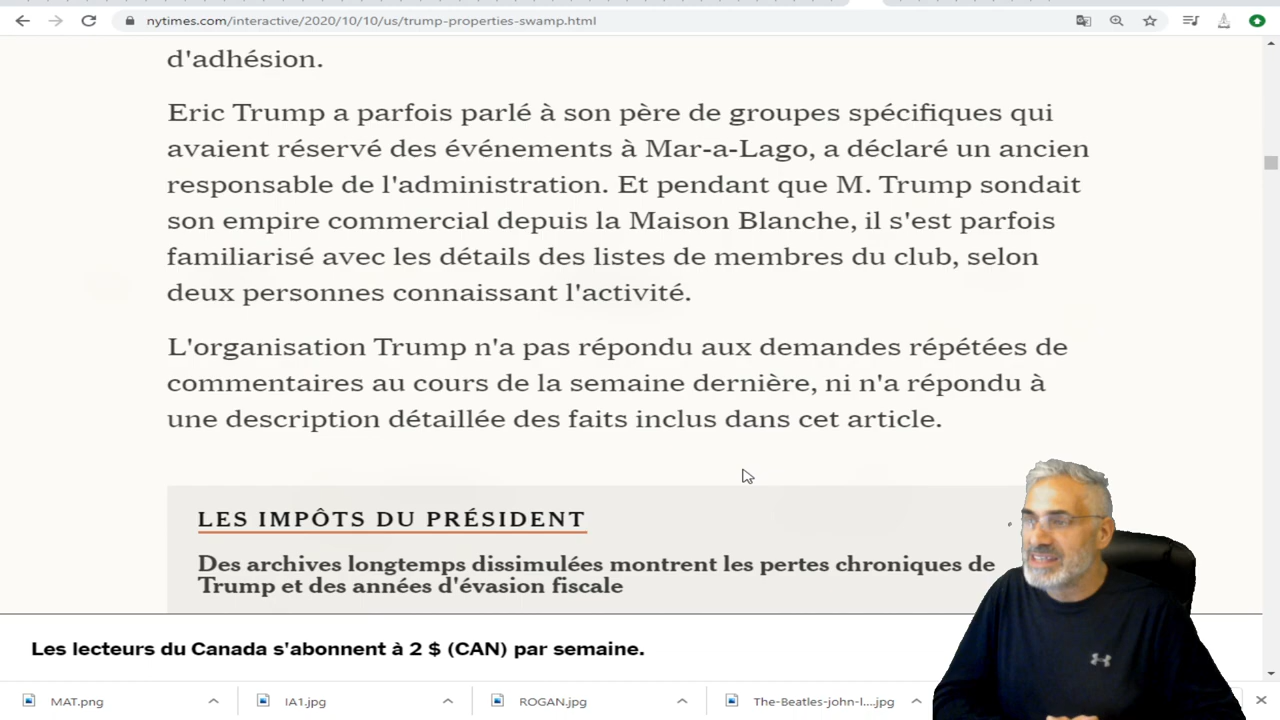 nytimes.com/interactive/2020/10/10/us/trump-properties-swamp.html
d'adhésion.
Eric Trump a parfois parlé à son père de groupes spécifiques qui
avaient réservé des événements à Mar-a-Lago, a déclaré un ancien
responsable de l'administration. Et pendant que M. Trump sondait
son empire commercial depuis la Maison Blanche, il s'est parfois
familiarisé avec les détails des listes de membres du club, selon
deux personnes connaissant l'activité.
L'organisation Trump n'a pas répondu aux demandes répétées de
commentaires au cours de la semaine dernière, ni n'a répondu à
une description détaillée des faits inclus dans cet article.
LES IMPÔTS DU PRÉSIDENT
Des archives longtemps dissimulées montrent les pertes chroniques de
Trump et des années d'évasion fiscale
Les lecteurs du Canada s'abonnent à 2 $ (CAN) par semaine.
MAT.png IA1.jpg ROGAN.jpg The-Beatles-john-l....jpg